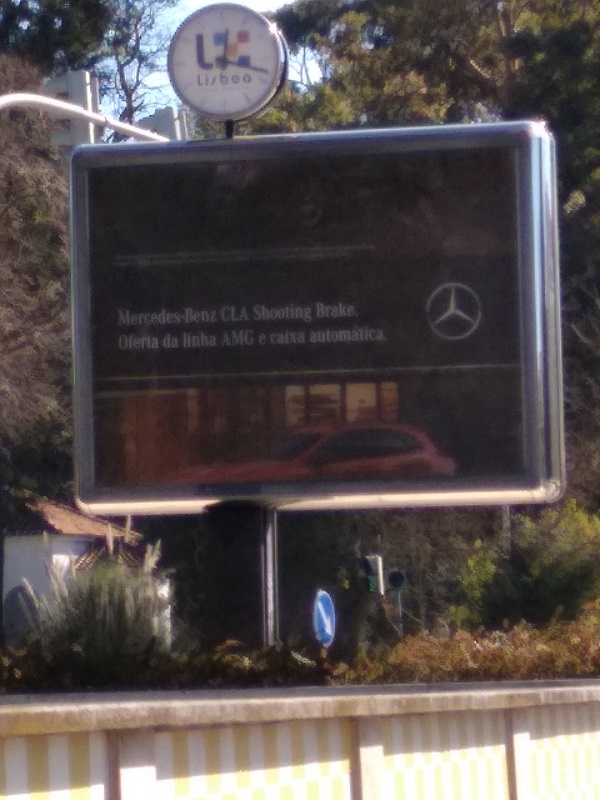 Lisboa
Mercedes-Benz CLA Shooting Brake.
Oferta da linha AMG e caixa automática.